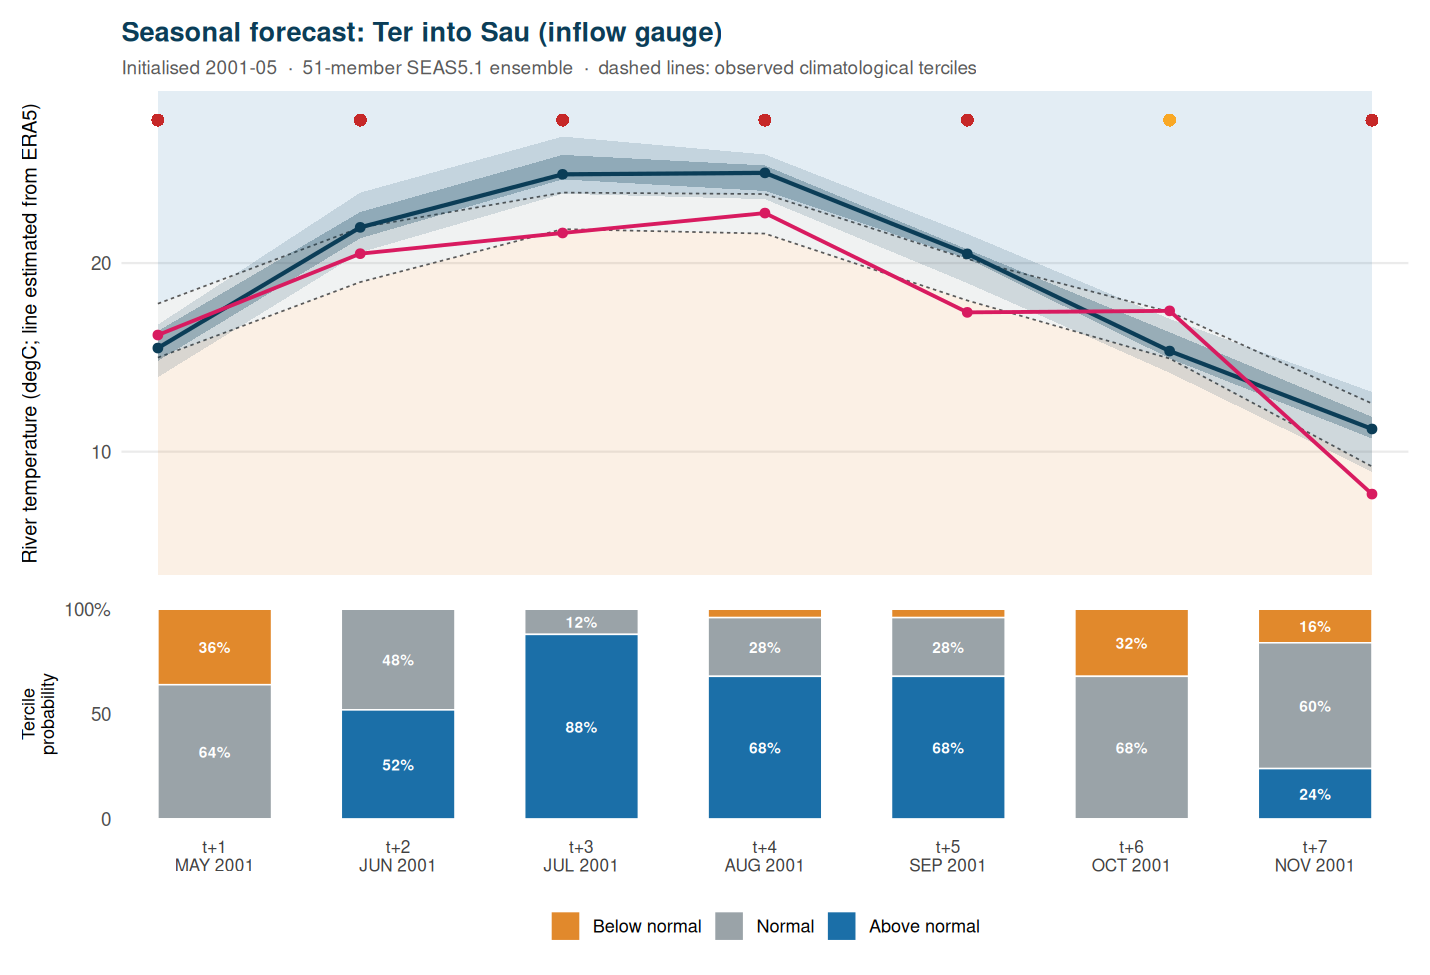 Seasonal forecast: Ter into Sau (inflow gauge)
Initialised 2001-05 · 51-member SEAS5.1 ensemble · dashed lines: observed climatological terciles
River temperature (degC; line estimated from ERA5)
20
10
Tercile
probability
100%
50
0
36%
64%
48%
52%
12%
88%
28%
68%
28%
68%
32%
68%
16%
60%
24%
t+1
MAY 2001
t+2
JUN 2001
t+3
JUL 2001
t+4
AUG 2001
t+5
SEP 2001
t+6
OCT 2001
t+7
NOV 2001
Below normal
Normal
Above normal